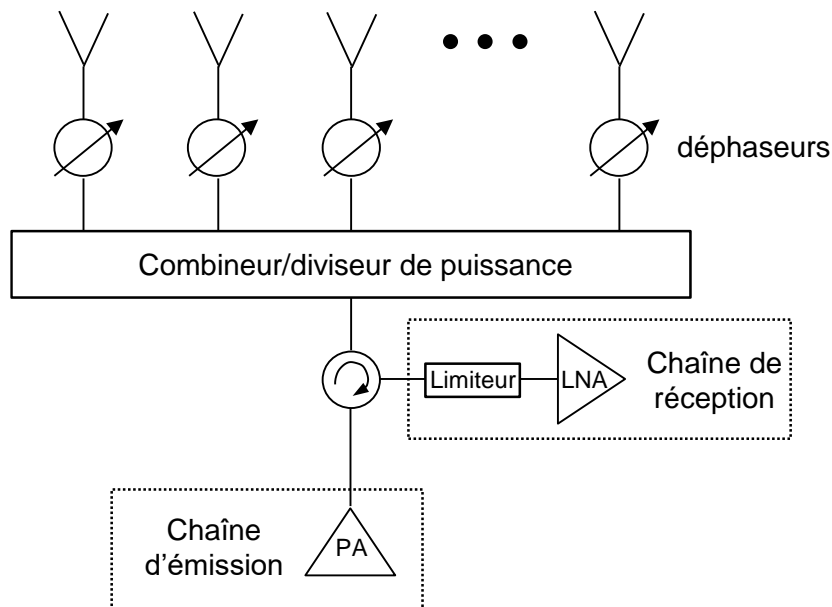 déphaseurs
Combineur/diviseur de puissance
Limiteur
LNA
Chaîne de
réception
Chaîne
d'émission
PA